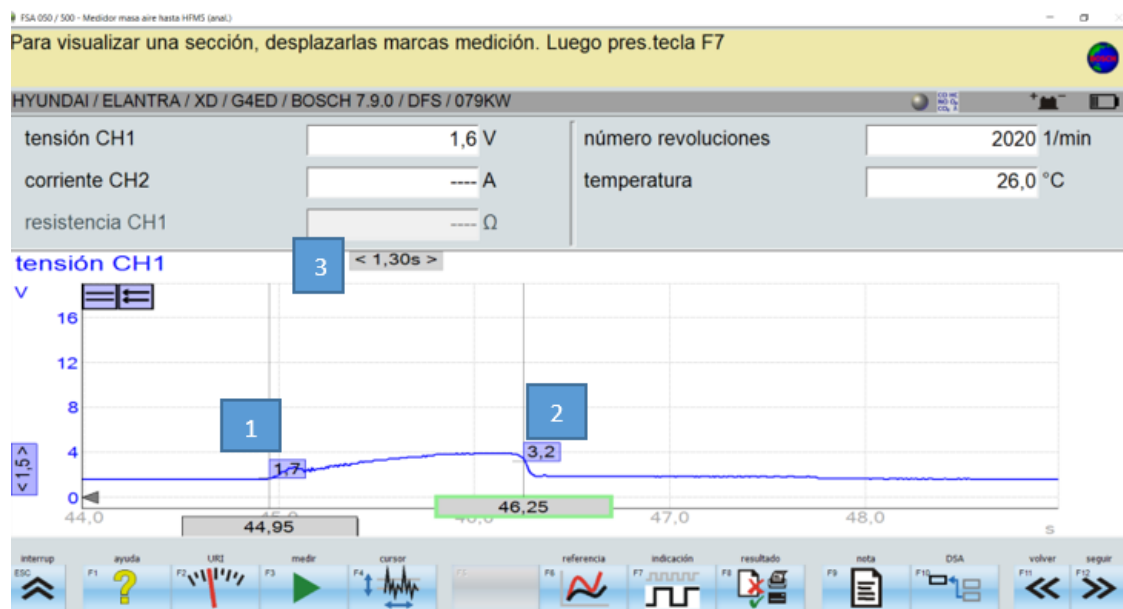 FSA 050 / 500 - Medidor masa aire hasta HFM5 (anal.)
Para visualizar una sección, desplazarlas marcas medición. Luego pres.tecla F7
BOSCH
HYUNDAI / ELANTRA / XD / G4ED / BOSCH 7.9.0 / DFS / 079KW
tensión CH1 1,6 V número revoluciones 2020 1/min
corriente CH2 ---- A temperatura 26,0 °C
resistencia CH1 ---- Ω
tensión CH1 3 < 1,30s >
V
16
12
8
1 2
4 3,2
1,7
< 1,5 >
0
46,25
44,0 47,0 48,0
44,95 s
interrup ayuda URI medir cursor referencia indicación resultado nota DSA volver seguir
ESC F1 F2 F3 F4 F5 F6 F7 F8 F9 F10 F11 F12